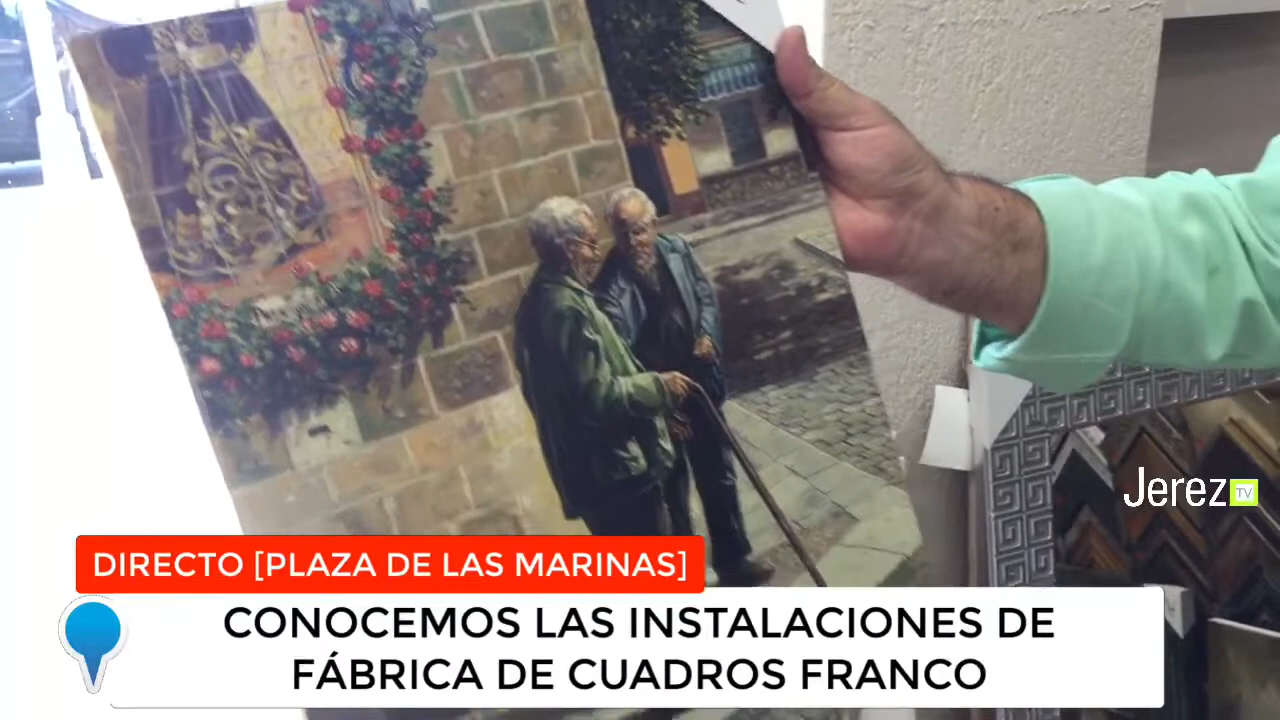 Jerez TV
DIRECTO [PLAZA DE LAS MARINAS]
CONOCEMOS LAS INSTALACIONES DE
FÁBRICA DE CUADROS FRANCO